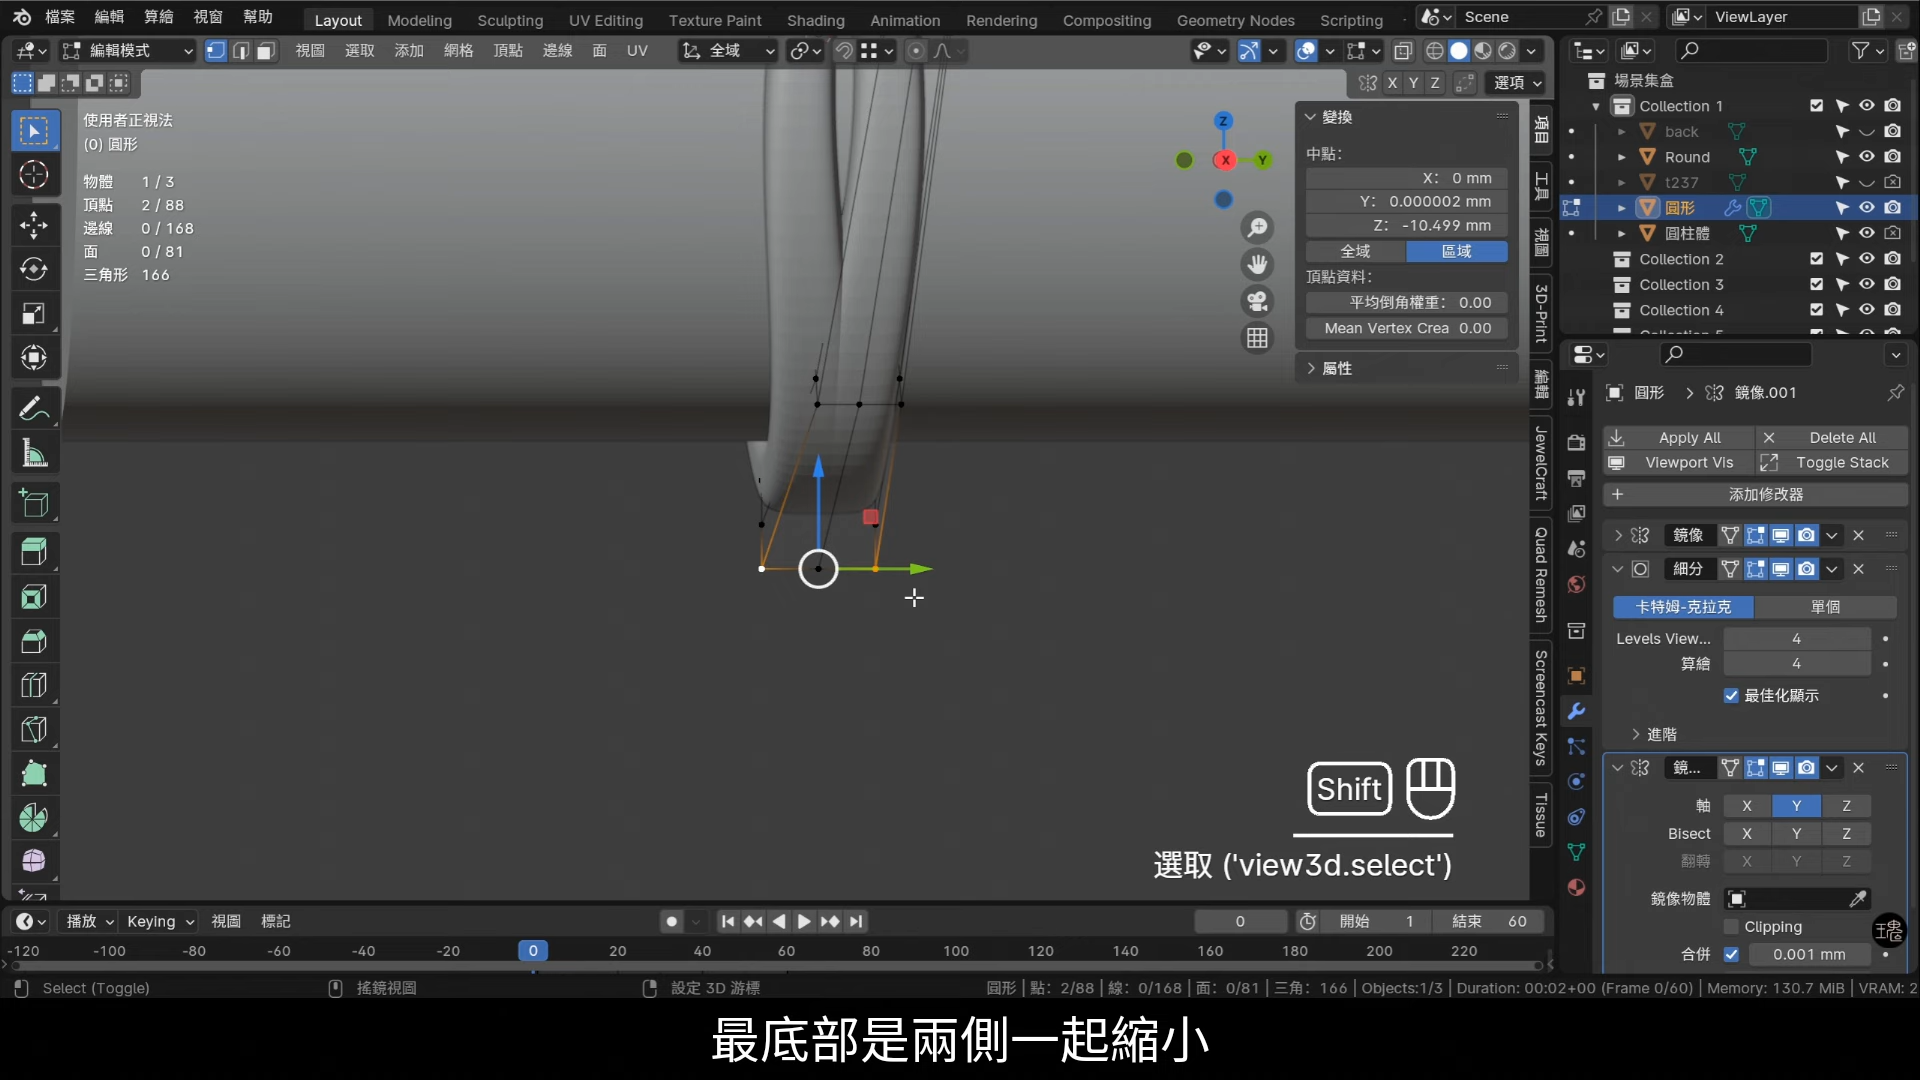 檔案 編輯 算繪 視窗 幫助
Layout Modeling Sculpting UV Editing Texture Paint Shading Animation Rendering Compositing Geometry Nodes Scripting
Scene
ViewLayer
編輯模式 視圖 選取 添加 網格 頂點 邊線 面 UV 全域
X Y Z 選項
使用者正視法
(0) 圓形
物體 1 / 3
頂點 2 / 88
邊線 0 / 168
面 0 / 81
三角形 166
Z
X
Y
變換
中點:
X: 0 mm
Y: 0.000002 mm
Z: -10.499 mm
全域 區域
頂點資料:
平均倒角權重: 0.00
Mean Vertex Crea 0.00
屬性
項目
工具
視圖
3D-Print
編輯
JewelCraft
Quad Remesh
Screencast Keys
Tissue
場景集盒
Collection 1
back
Round
t237
圓形
圓柱體
Collection 2
Collection 3
Collection 4
圓形 > 鏡像.001
Apply All Delete All
Viewport Vis Toggle Stack
添加修改器
鏡像
細分
卡特姆-克拉克 單個
Levels View... 4
算繪 4
最佳化顯示
進階
鏡...
軸 X Y Z
Bisect X Y Z
翻轉 X Y Z
鏡像物體
Clipping
合併 0.001 mm
Shift
選取 ('view3d.select')
播放 Keying 視圖 標記
0 開始 1 結束 60
-120 -100 -80 -60 -40 -20 0 20 40 60 80 100 120 140 160 180 200 220
Select (Toggle) 搖鏡視圖 設定 3D 游標
圓形 | 點: 2/88 | 線: 0/168 | 面: 0/81 | 三角: 166 | Objects:1/3 | Duration: 00:02+00 (Frame 0/60) | Memory: 130.7 MiB | VRAM: 2
最底部是兩側一起縮小